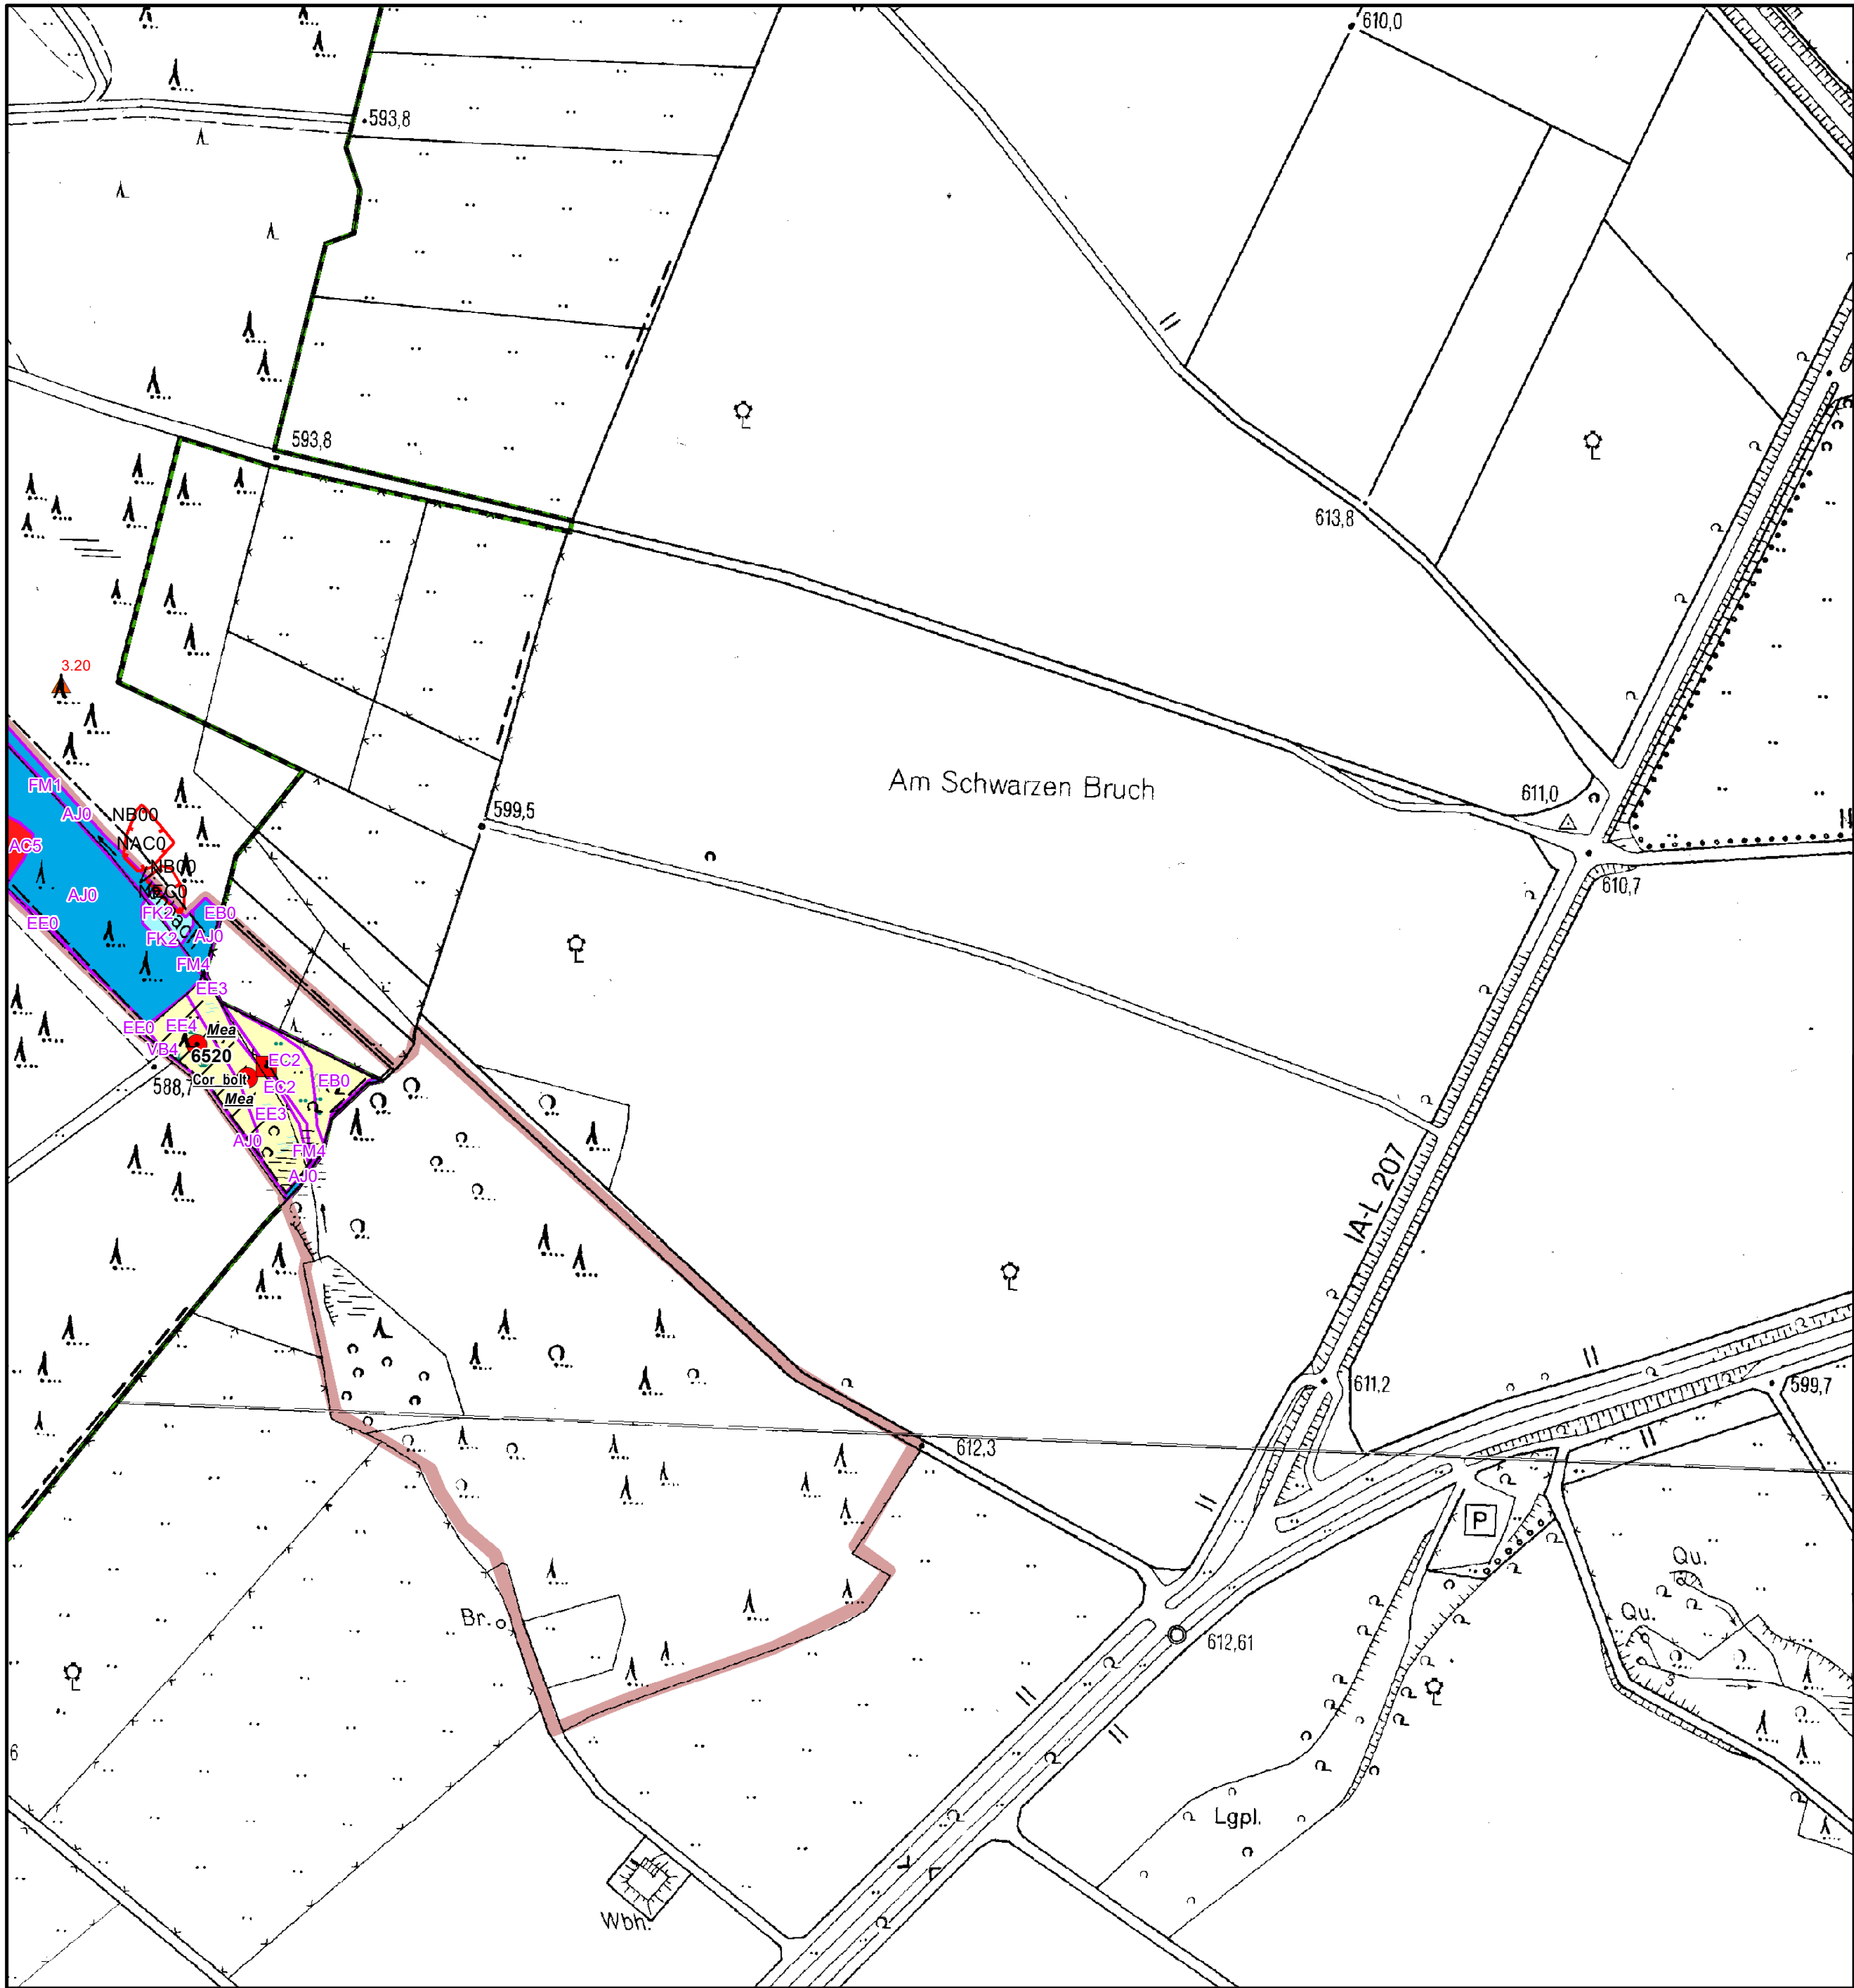 610,0
593,8
593,8
613,8
3.20
Am Schwarzen Bruch
FM1
611,0
AJ0
NB00
599,5
AC5
NAC0
NB00
610,7
AJ0
NEC0
FK2
EB0
EE0
FK2
AJ0
FM4
EE3
EE0
EE4
Mea
VB4
6520
EC2
588,7
Cor_bolt
EC2
EB0
Mea
EE3
AJ0
FM4
AJ0
IA-L 207
611,2
599,7
612,3
P
Qu.
Qu.
Br.
612,61
6
Lgpl.
Wbh.